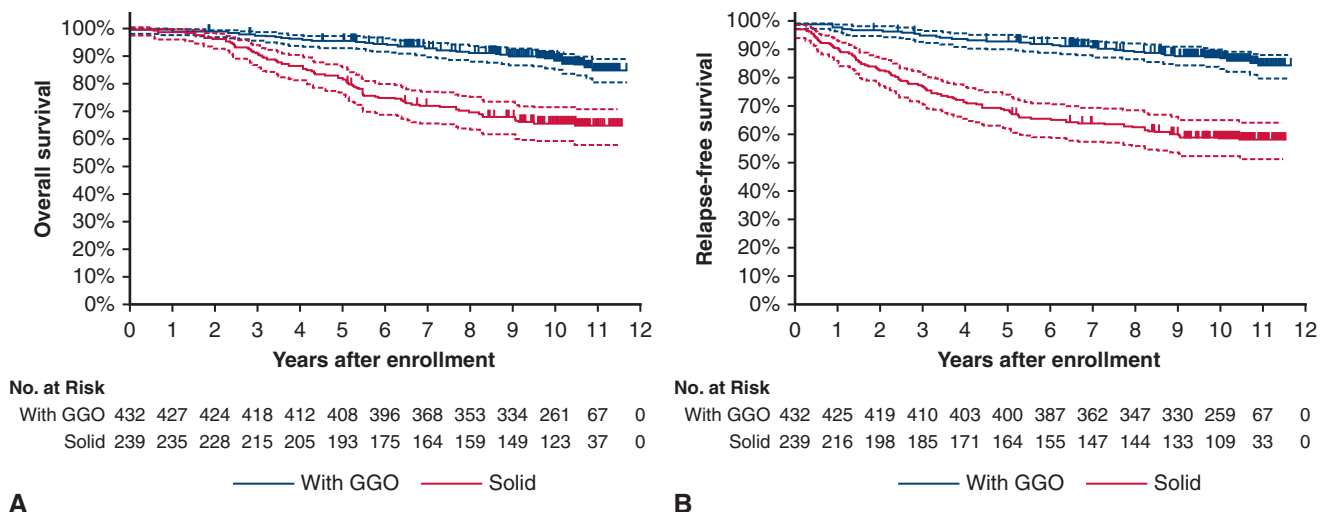 Overall survival
100%
90%
80%
70%
60%
50%
40%
30%
20%
10%
0%
0 1 2 3 4 5 6 7 8 9 10 11 12
Years after enrollment
No. at Risk
With GGO 432 427 424 418 412 408 396 368 353 334 261 67 0
Solid 239 235 228 215 205 193 175 164 159 149 123 37 0
With GGO Solid
A
Relapse-free survival
100%
90%
80%
70%
60%
50%
40%
30%
20%
10%
0%
0 1 2 3 4 5 6 7 8 9 10 11 12
Years after enrollment
No. at Risk
With GGO 432 425 419 410 403 400 387 362 347 330 259 67 0
Solid 239 216 198 185 171 164 155 147 144 133 109 33 0
With GGO Solid
B